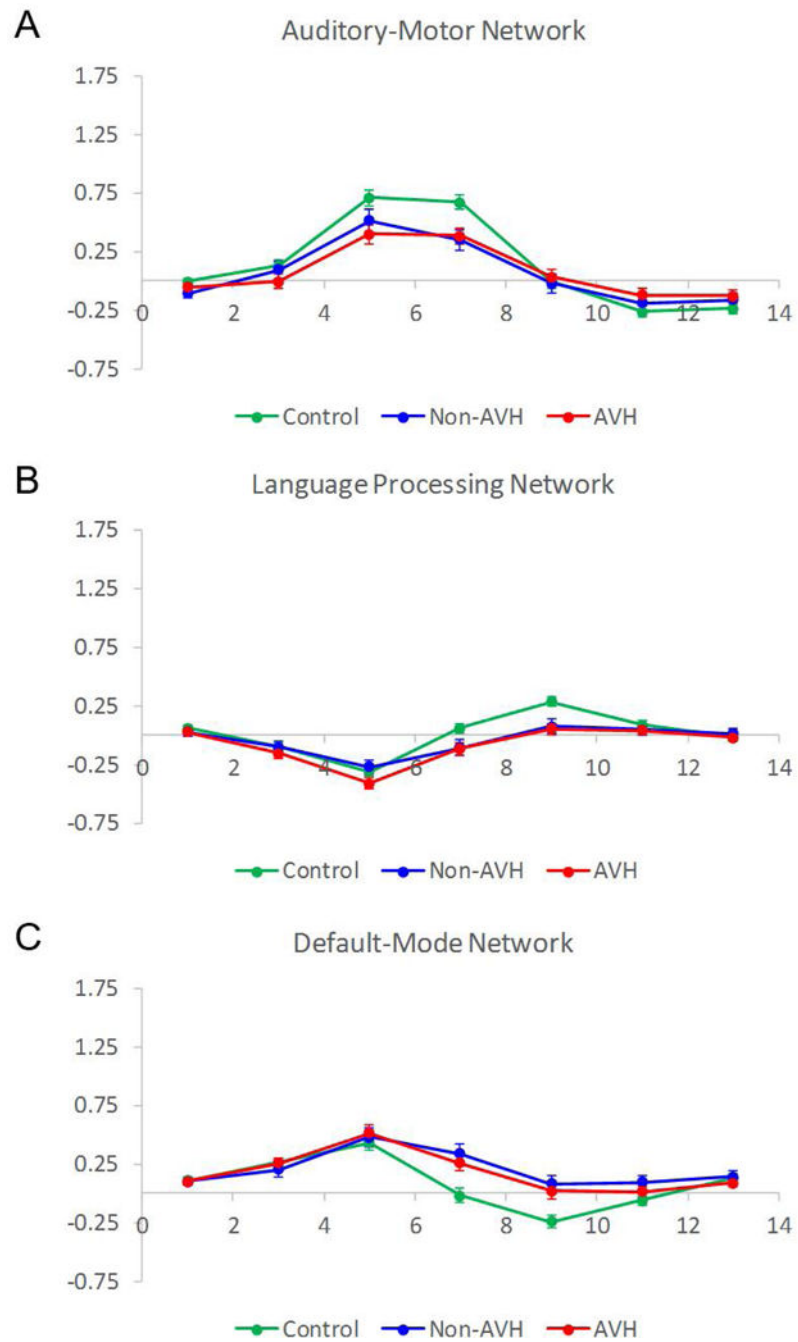 A
Auditory-Motor Network
1.75
1.25
0.75
0.25
-0.25
0 2 4 6 8 10 12 14
-0.75
Control Non-AVH AVH
B
Language Processing Network
1.75
1.25
0.75
0.25
-0.25
0 2 4 6 8 10 12 14
-0.75
Control Non-AVH AVH
C
Default-Mode Network
1.75
1.25
0.75
0.25
-0.25
0 2 4 6 8 10 12 14
-0.75
Control Non-AVH AVH